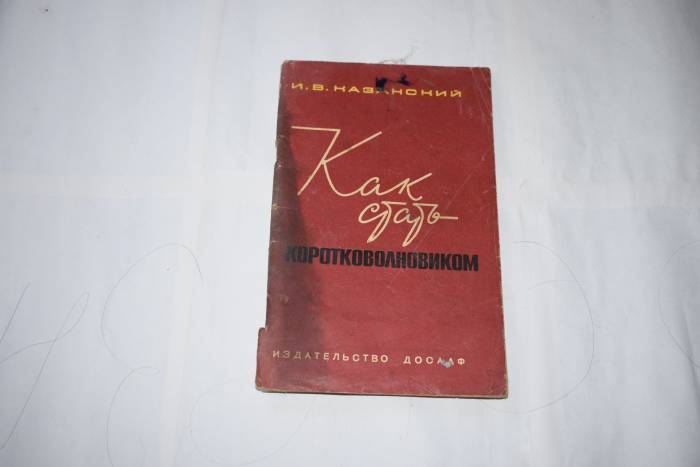 И.В. КАЗАНСКИЙ
Как
стать
КОРОТКОВОЛНОВИКОМ
ИЗДАТЕЛЬСТВО ДОСААФ